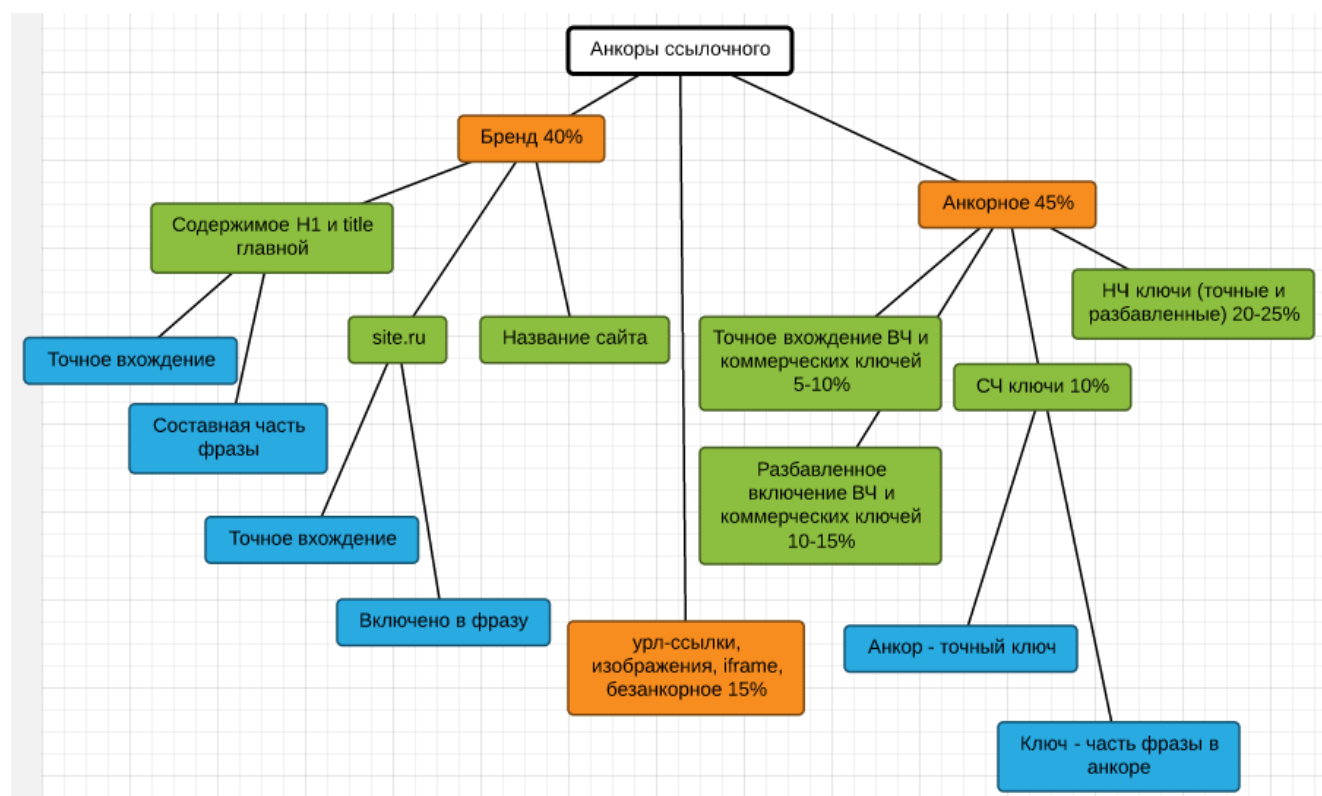 Анкоры ссылочного
Бренд 40%
Анкорное 45%
Содержимое H1 и title
главной
НЧ ключи (точные и
разбавленные) 20-25%
Точное вхождение
site.ru
Название сайта
Точное вхождение ВЧ и
коммерческих ключей
5-10%
СЧ ключи 10%
Составная часть
фразы
Разбавленное
включение ВЧ и
коммерческих ключей
10-15%
Точное вхождение
Включено в фразу
урл-ссылки,
изображения, iframe,
безанкорное 15%
Анкор - точный ключ
Ключ - часть фразы в
анкоре